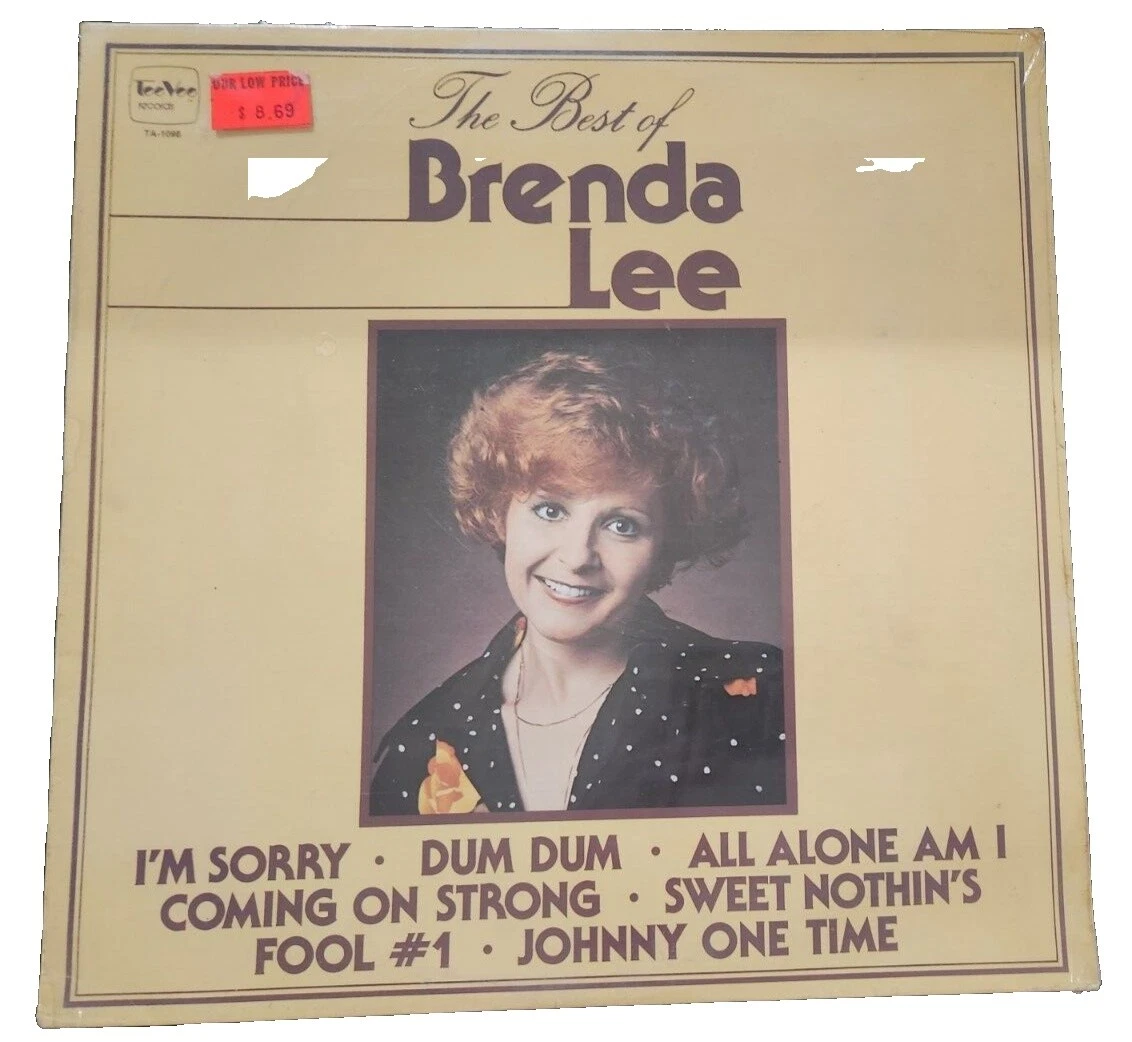 TeeVee
RECORDS
TA-1098
OUR LOW PRICE
$ 8.69
The Best of
Brenda
Lee
I'M SORRY · DUM DUM · ALL ALONE AM I
COMING ON STRONG · SWEET NOTHIN'S
FOOL #1 · JOHNNY ONE TIME